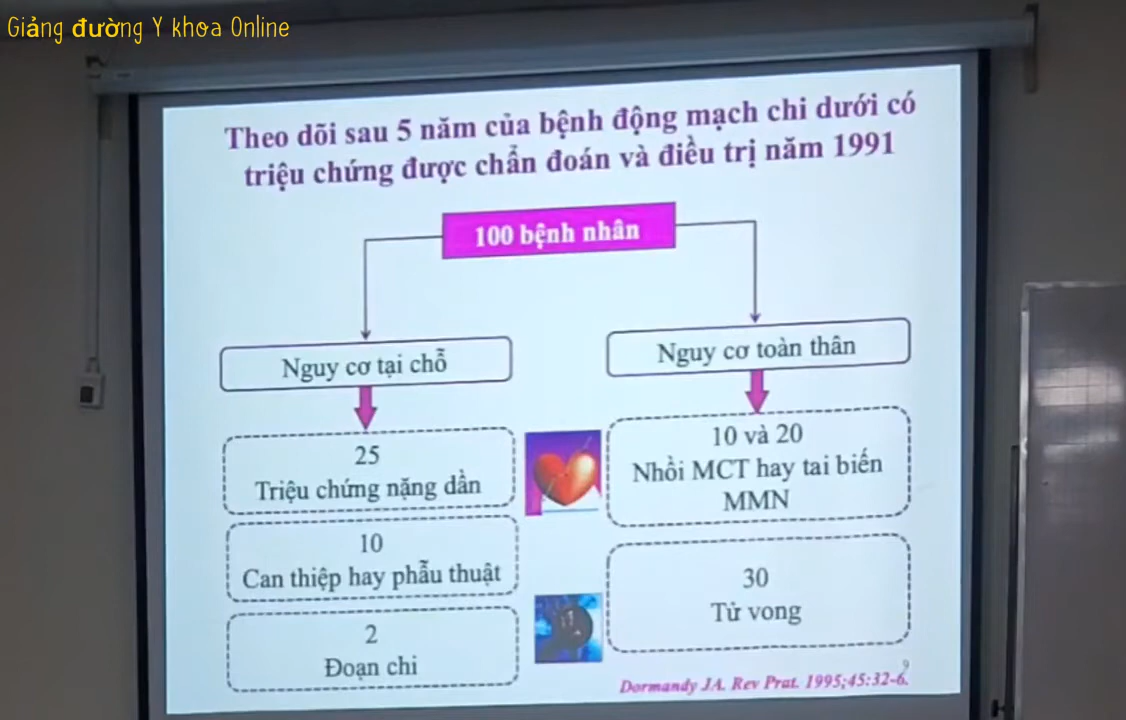 Giảng đường Y khoa Online
Theo dõi sau 5 năm của bệnh động mạch chi dưới có
triệu chứng được chẩn đoán và điều trị năm 1991
100 bệnh nhân
Nguy cơ tại chỗ
25
Triệu chứng nặng dần
10
Can thiệp hay phẫu thuật
2
Đoạn chi
Nguy cơ toàn thân
10 và 20
Nhồi MCT hay tai biến
MMN
30
Tử vong
9
Dormandy JA. Rev Prat. 1995;45:32-6.